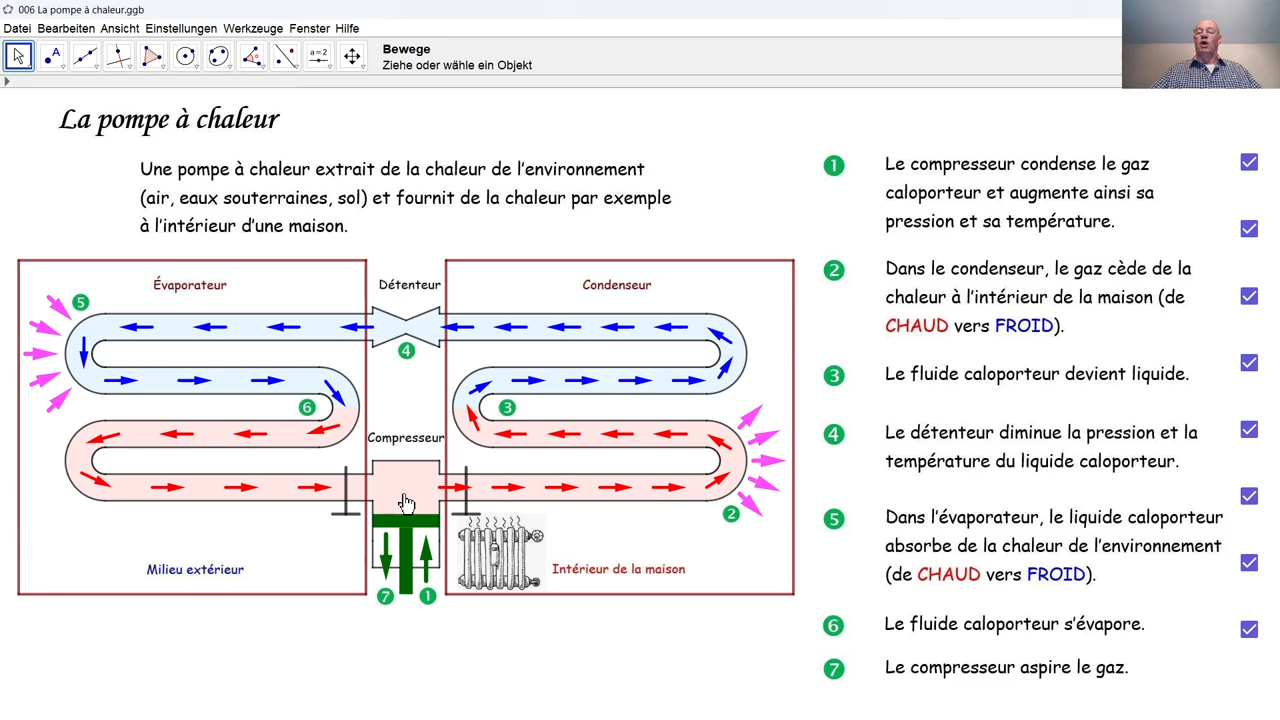 006 La pompe à chaleur.ggb
Datei Bearbeiten Ansicht Einstellungen Werkzeuge Fenster Hilfe
A
a=2
Bewege
Ziehe oder wähle ein Objekt
La pompe à chaleur
Une pompe à chaleur extrait de la chaleur de l'environnement
(air, eaux souterraines, sol) et fournit de la chaleur par exemple
à l'intérieur d'une maison.
Évaporateur
Détenteur
Condenseur
5
4
6
3
Compresseur
2
Milieu extérieur
Intérieur de la maison
7
1
1 Le compresseur condense le gaz
caloporteur et augmente ainsi sa
pression et sa température.
2 Dans le condenseur, le gaz cède de la
chaleur à l'intérieur de la maison (de
CHAUD vers FROID).
3 Le fluide caloporteur devient liquide.
4 Le détenteur diminue la pression et la
température du liquide caloporteur.
5 Dans l'évaporateur, le liquide caloporteur
absorbe de la chaleur de l'environnement
(de CHAUD vers FROID).
6 Le fluide caloporteur s'évapore.
7 Le compresseur aspire le gaz.